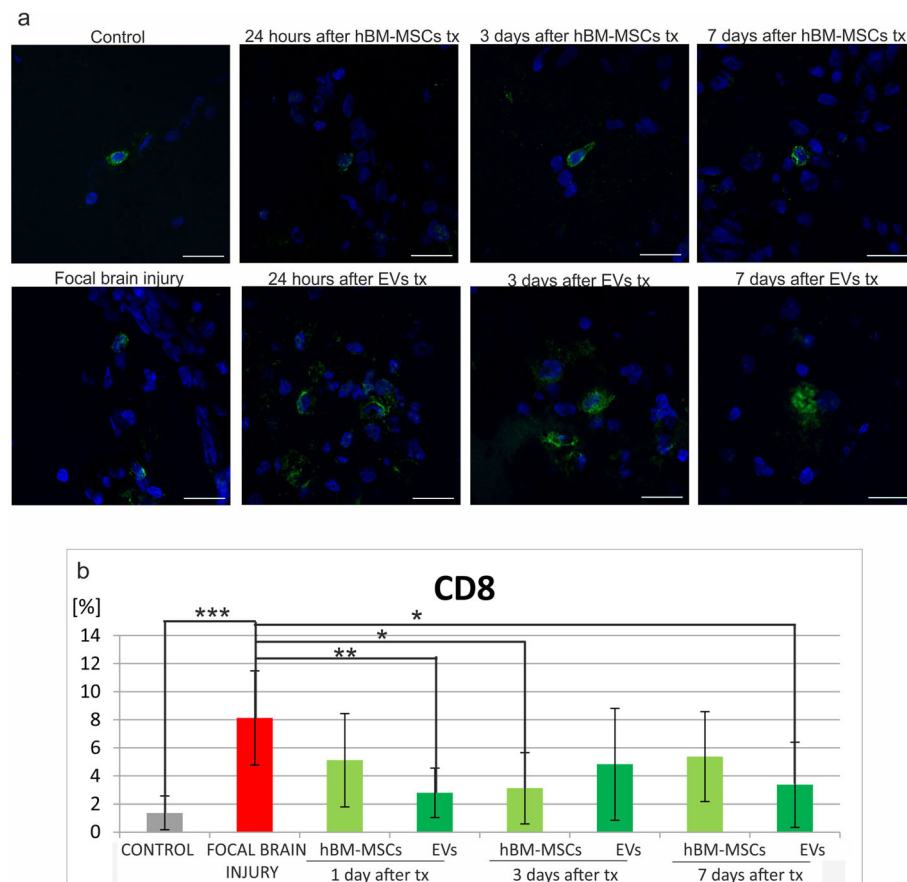 a
Control
24 hours after hBM-MSCs tx
3 days after hBM-MSCs tx
7 days after hBM-MSCs tx
Focal brain injury
24 hours after EVs tx
3 days after EVs tx
7 days after EVs tx
b
CD8
[%]
***
*
*
**
14
12
10
8
6
4
2
0
CONTROL
FOCAL BRAIN
INJURY
hBM-MSCs
EVs
1 day after tx
hBM-MSCs
EVs
3 days after tx
hBM-MSCs
EVs
7 days after tx